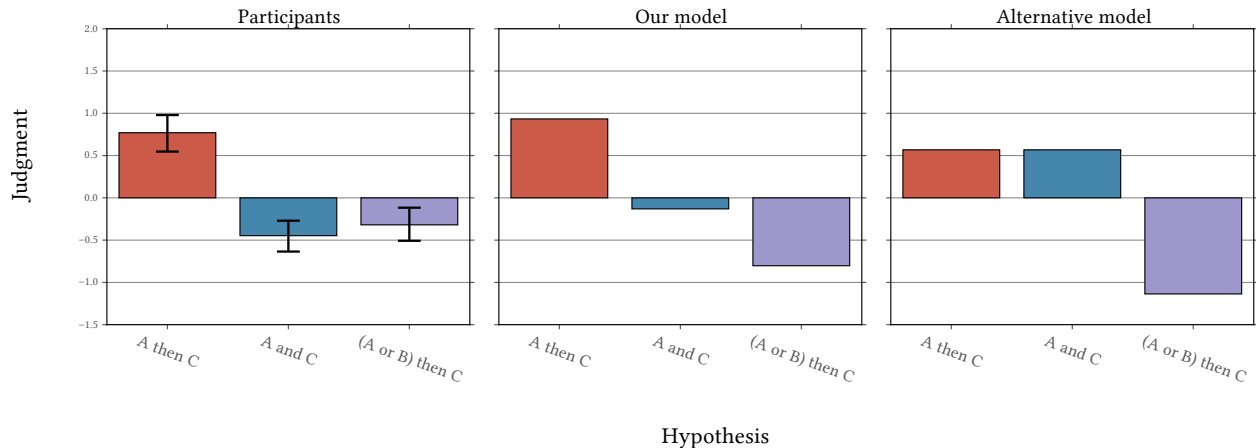 Participants
Our model
Alternative model
Judgment
2.0
1.5
1.0
0.5
0.0
−0.5
−1.0
−1.5
A then C
A and C
(A or B) then C
A then C
A and C
(A or B) then C
A then C
A and C
(A or B) then C
Hypothesis